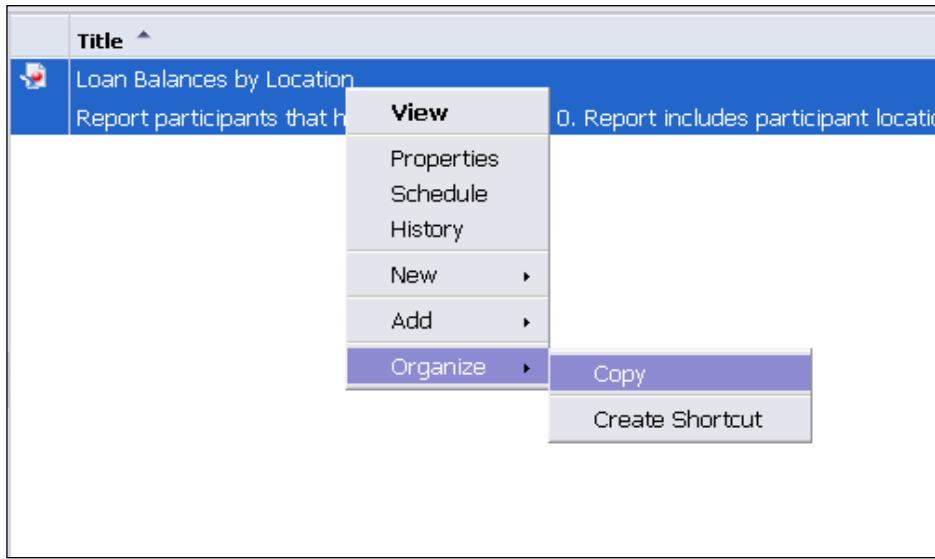 Title
Loan Balances by Location
Report participants that h
0. Report includes participant locatio
View
Properties
Schedule
History
New
Add
Organize
Copy
Create Shortcut